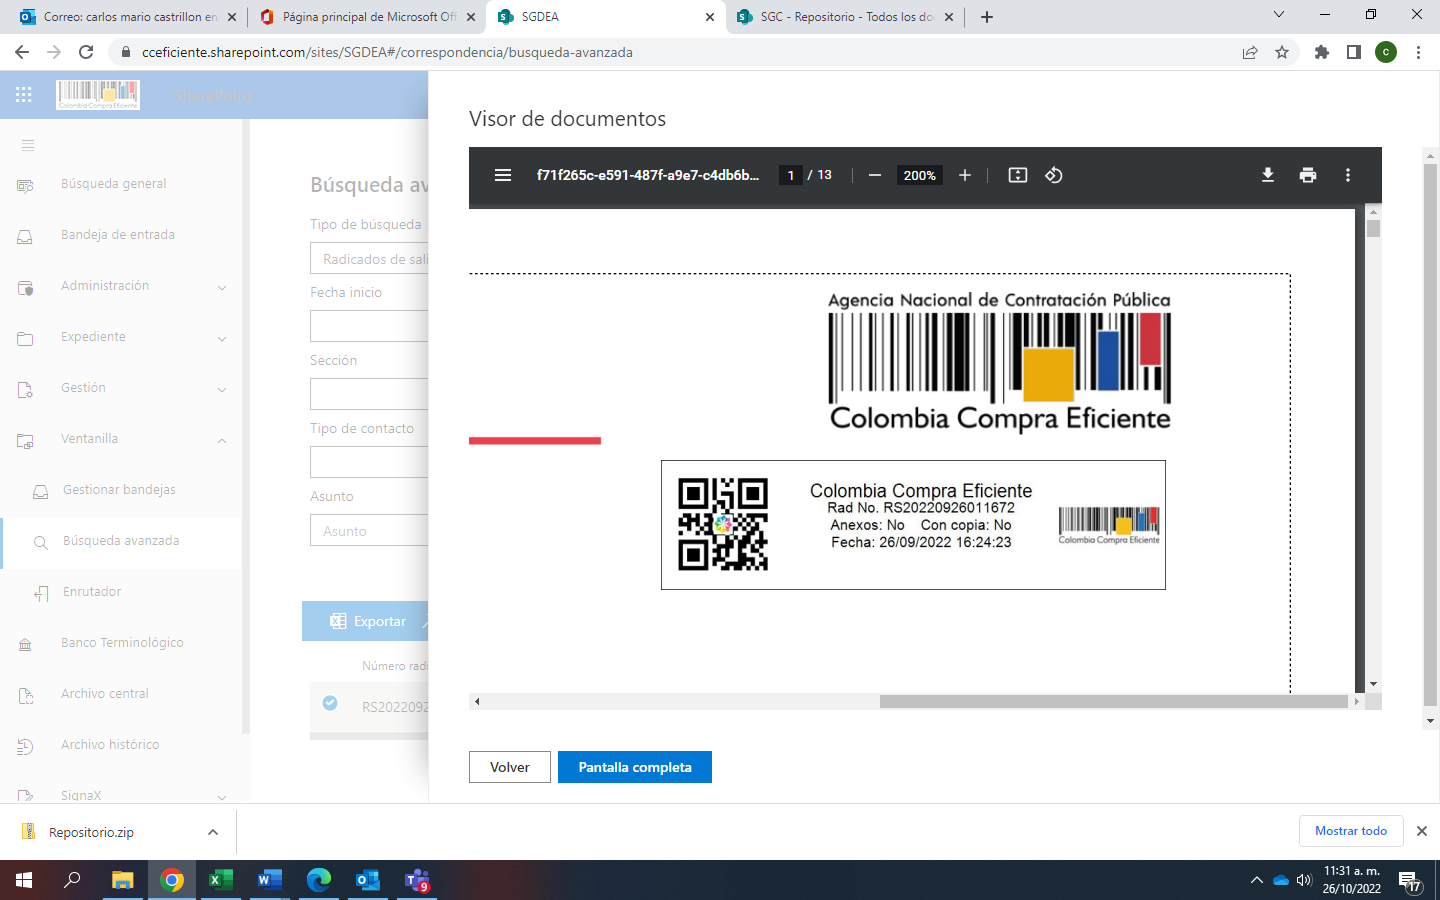 Correo: carlos mario castrillon en
Página principal de Microsoft Off
SGDEA
SGC - Repositorio - Todos los do
cceficiente.sharepoint.com/sites/SGDEA#/correspondencia/busqueda-avanzada
C
Colombia Compra Eficiente
SharePoint
Visor de documentos
f71f265c-e591-487f-a9e7-c4db6b...
1 / 13
200%
Búsqueda general
Bandeja de entrada
Administración
Expediente
Gestión
Ventanilla
Gestionar bandejas
Búsqueda avanzada
Enrutador
Banco Terminológico
Archivo central
Archivo histórico
SignaX
Búsqueda av
Tipo de búsqueda
Radicados de sali
Fecha inicio
Sección
Tipo de contacto
Asunto
Asunto
Exportar
Número radi
RS2022092
Agencia Nacional de Contratación Pública
Colombia Compra Eficiente
Colombia Compra Eficiente
Rad No. RS20220926011672
Anexos: No Con copia: No
Fecha: 26/09/2022 16:24:23
Colombia Compra Eficiente
Volver
Pantalla completa
Repositorio.zip
Mostrar todo
9
11:31 a. m.
26/10/2022
17